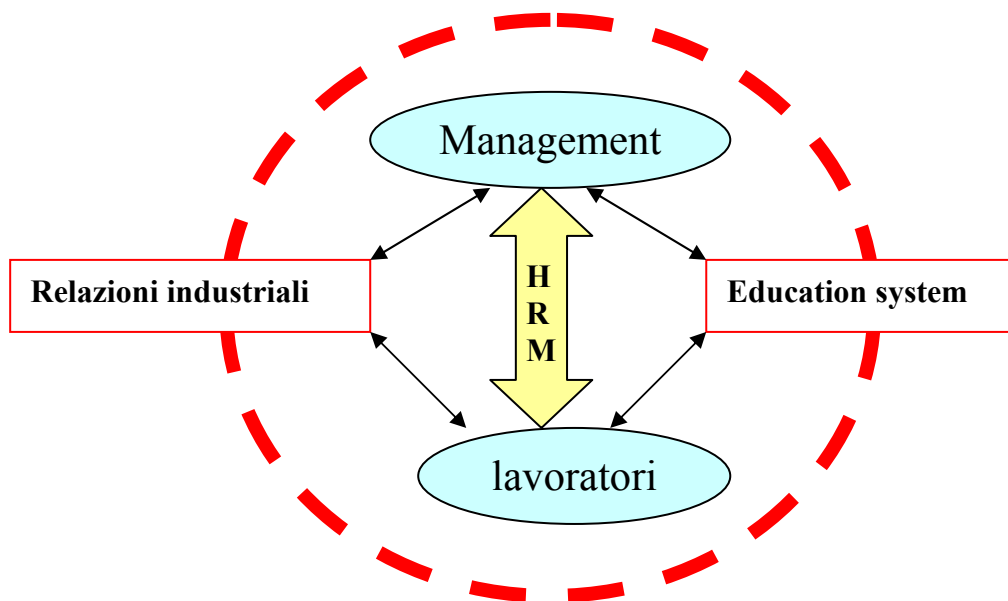 Management
Relazioni industriali
H
R
M
Education system
lavoratori